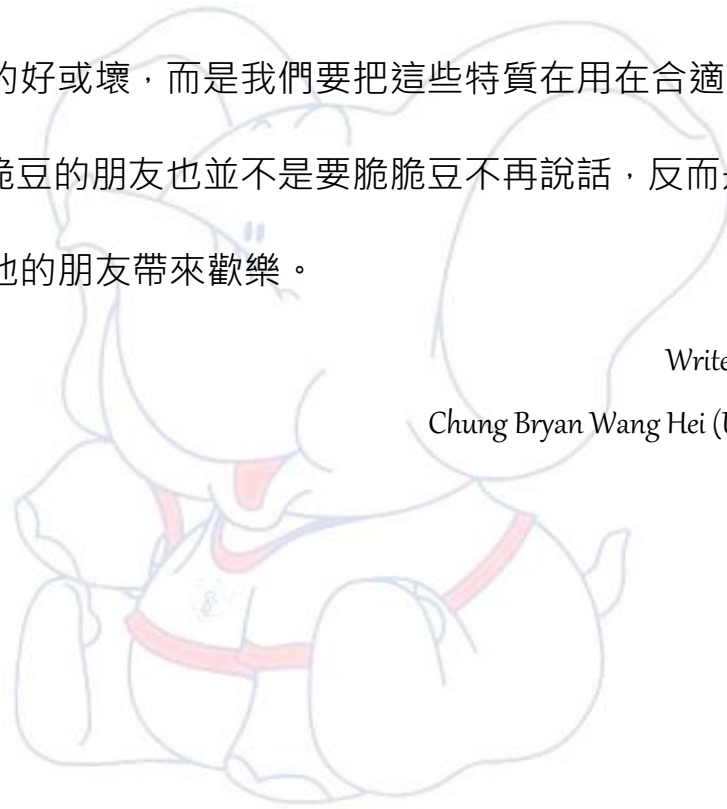 的好或壞，而是我們要把這些特質在用在合適
脆豆的朋友也並不是要脆脆豆不再說話，反而
他的朋友帶來歡樂。
Write
Chung Bryan Wang Hei (